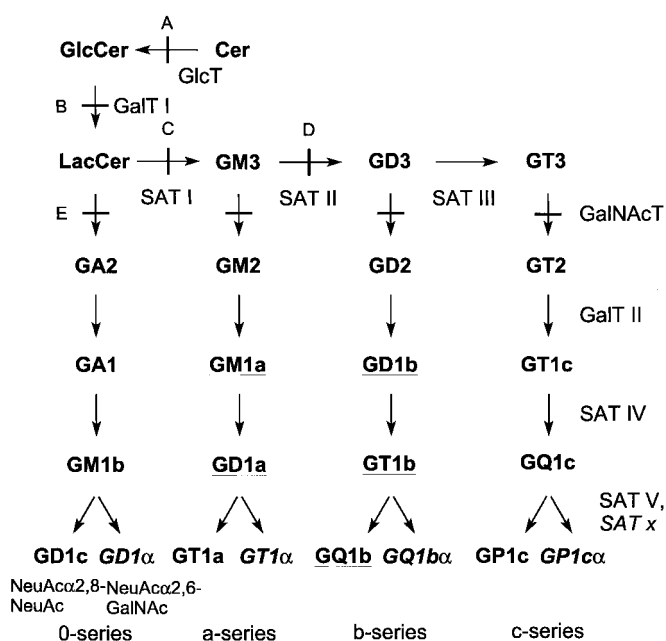 A
GlcCer Cer
GlcT
B GalT I
C D
LacCer GM3 GD3 GT3
SAT I SAT II SAT III
E GalNAcT
GA2 GM2 GD2 GT2
GalT II
GA1 GM1a GD1b GT1c
SAT IV
GM1b GD1a GT1b GQ1c
SAT V,
SAT x
GD1c GD1α GT1a GT1α GQ1b GQ1bα GP1c GP1cα
NeuAcα2,8- NeuAcα2,6-
NeuAc GalNAc
0-series a-series b-series c-series